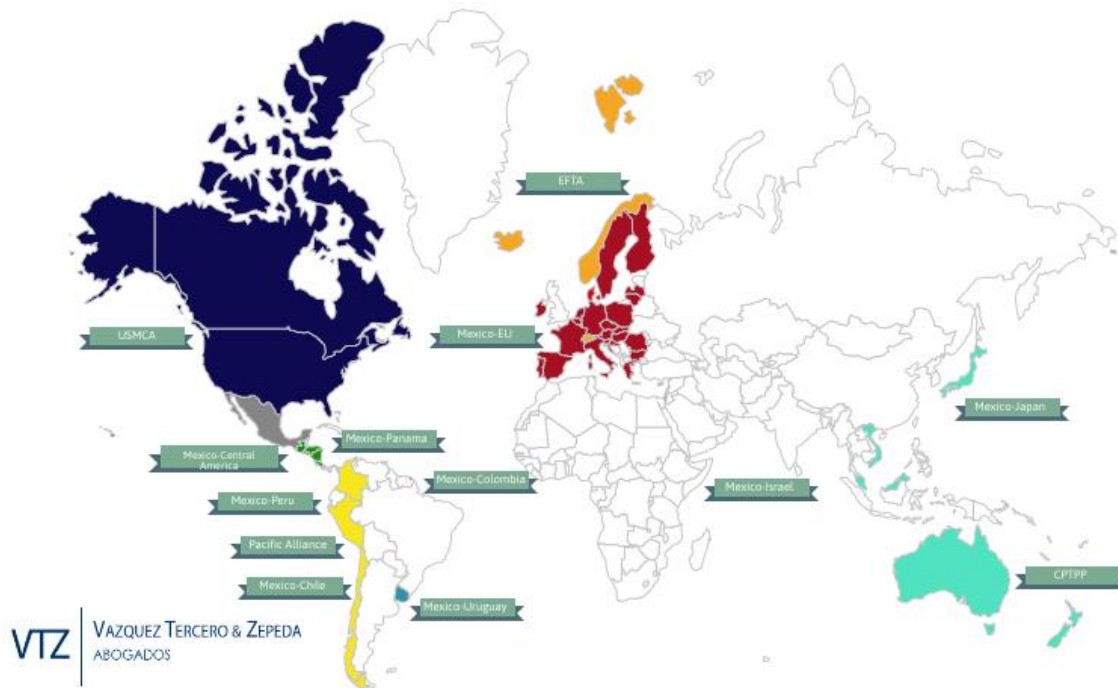 EFTA
USMCA
Mexico-EU
Mexico-Japan
Mexico-Panama
Mexico-Central
America
Mexico-Colombia
Mexico-Israel
Mexico-Peru
Pacific Alliance
Mexico-Chile
CPTPP
Mexico-Uruguay
VTZ
VAZQUEZ TERCERO & ZEPEDA
ABOGADOS